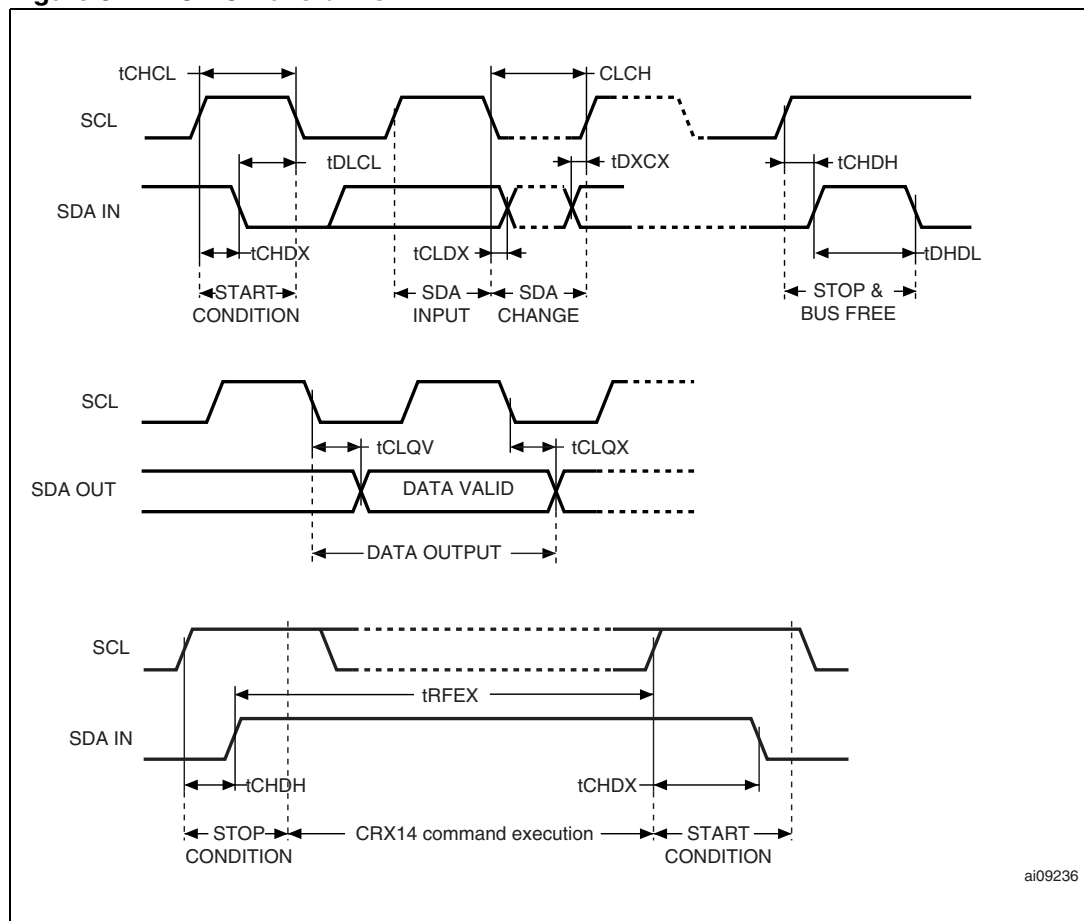 tCHCL
CLCH
SCL
tDLCL
tDXCX
tCHDH
SDA IN
tCHDX
tCLDX
tDHDL
START
CONDITION
SDA
INPUT
SDA
CHANGE
STOP &
BUS FREE
SCL
tCLQV
tCLQX
SDA OUT
DATA VALID
DATA OUTPUT
SCL
tRFEX
SDA IN
tCHDH
tCHDX
STOP
CONDITION
CRX14 command execution
START
CONDITION
ai09236